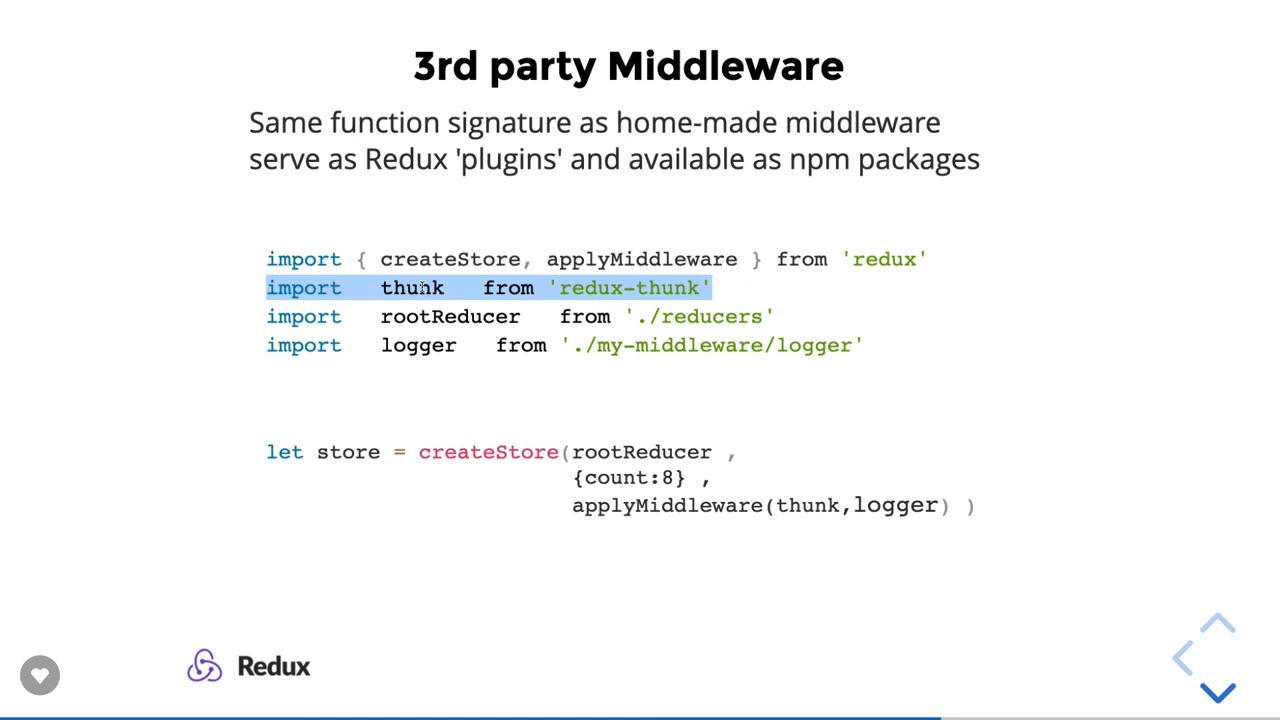 3rd party Middleware
Same function signature as home-made middleware
serve as Redux 'plugins' and available as npm packages
import { createStore, applyMiddleware } from 'redux'
import thunk from 'redux-thunk'
import rootReducer from './reducers'
import logger from './my-middleware/logger'
let store = createStore(rootReducer ,
{count:8} ,
applyMiddleware(thunk,logger) )
Redux